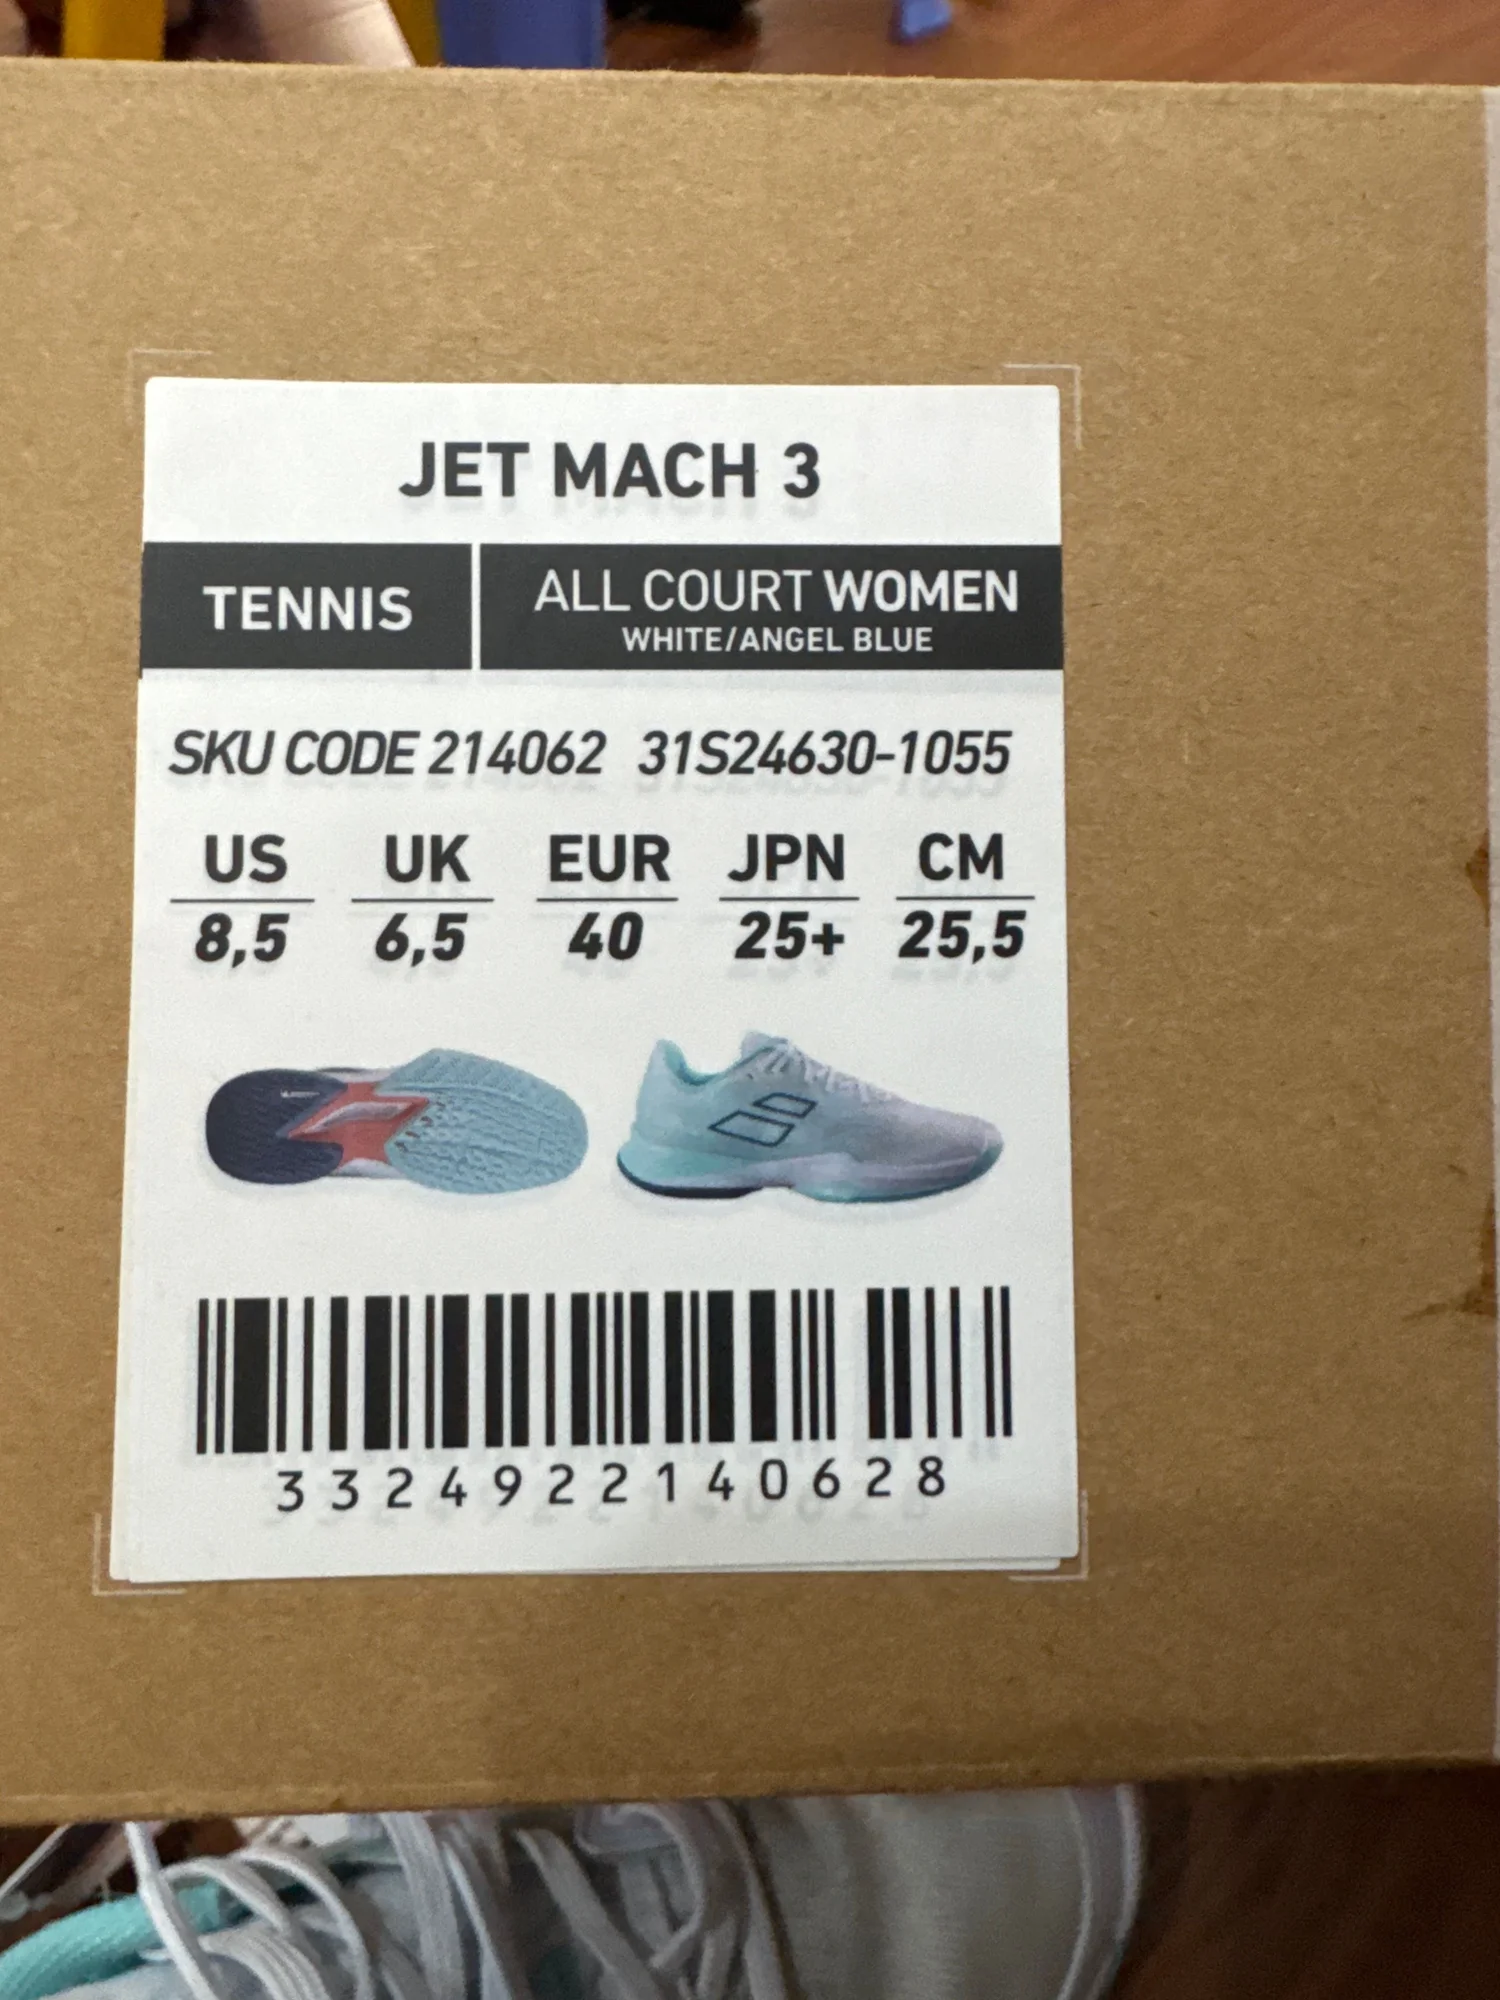 JET MACH 3
TENNIS
ALL COURT WOMEN
WHITE/ANGEL BLUE
SKU CODE 214062 31S24630-1055
US UK EUR JPN CM
8,5 6,5 40 25+ 25,5
3324922140628